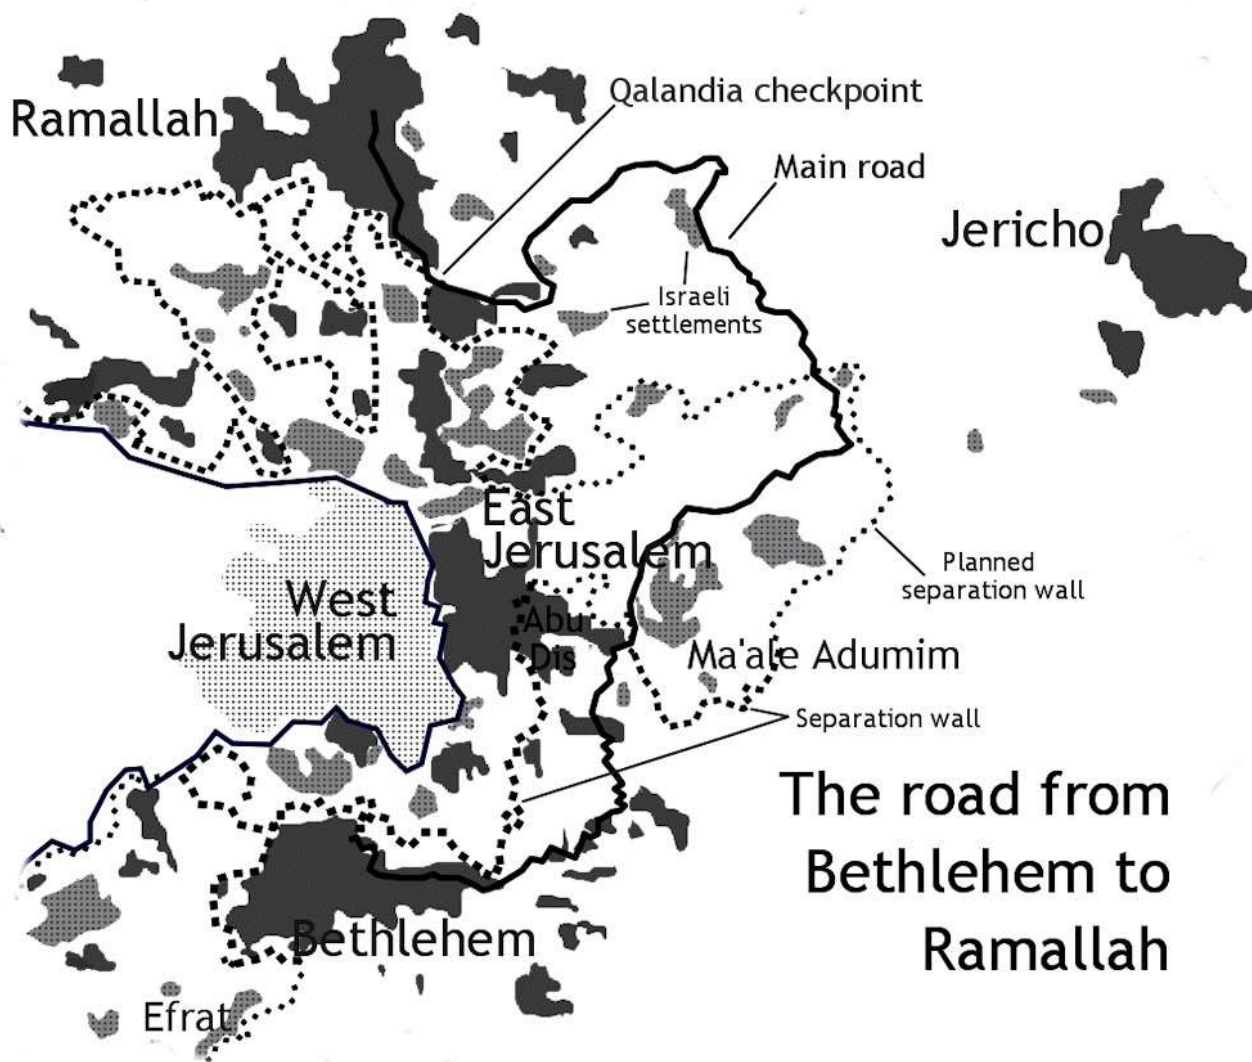 Qalandia checkpoint
Ramallah
Main road
Jericho
Israeli
settlements
East
Jerusalem
Planned
separation wall
West
Jerusalem
Abu
Dis
Ma'ale Adumim
Separation wall
The road from
Bethlehem to
Ramallah
Bethlehem
Efrat